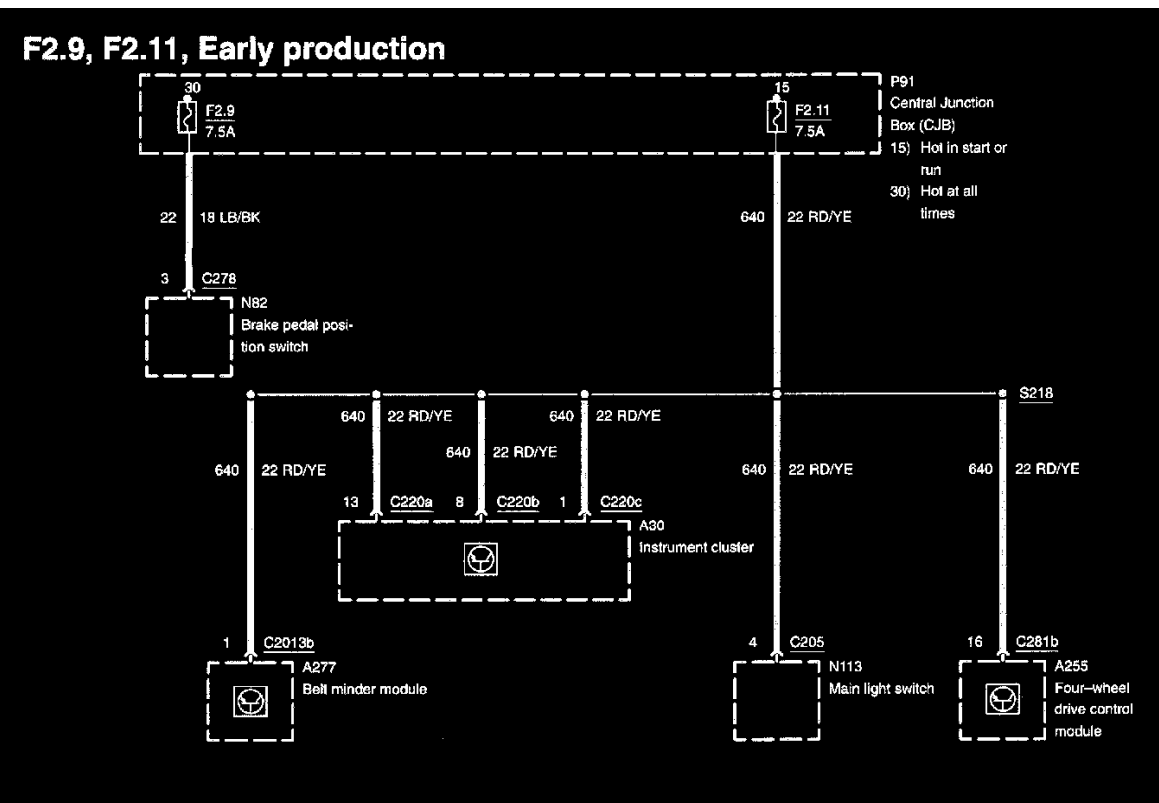 F2.9, F2.11, Early production
30
F2.9
7.5A
15
F2.11
7.5A
P91
Central Junction
Box (CJB)
15) Hot in start or
run
30) Hot at all
times
22 18 LB/BK
640 22 RD/YE
3 C278
N82
Brake pedal posi-
tion switch
S218
640 22 RD/YE
640 22 RD/YE
640 22 RD/YE
640 22 RD/YE
640 22 RD/YE
640 22 RD/YE
13 C220a
8 C220b
1 C220c
A30
Instrument cluster
1 C2013b
A277
Belt minder module
4 C205
N113
Main light switch
16 C281b
A255
Four–wheel
drive control
module